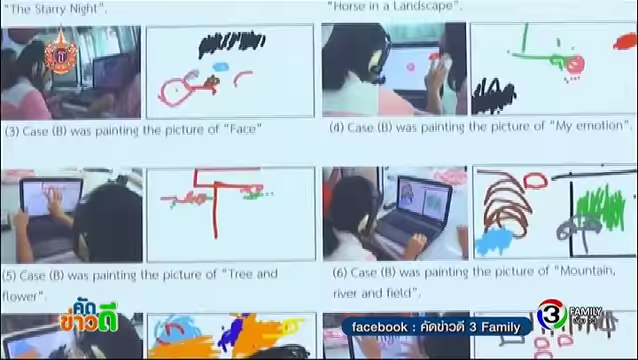 "The Starry Night".
"Horse in a Landscape".
(3) Case (B) was painting the picture of "Face"
(4) Case (B) was painting the picture of "My emotion".
(5) Case (B) was painting the picture of "Tree and
flower".
(6) Case (B) was painting the picture of "Mountain,
river and field".
คัด
ข่าวดี
facebook : คัดข่าวดี 3 Family
3 FAMILY